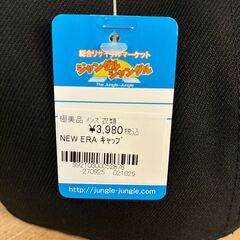 総合リサイクルマーケット
ジャングルジャングル
The Jungle-Jungle
極美品 メンズ衣類
¥3,980税込
NEW ERA キャップ
9921000005287B
270925 021025
http://jungle-jungle.com